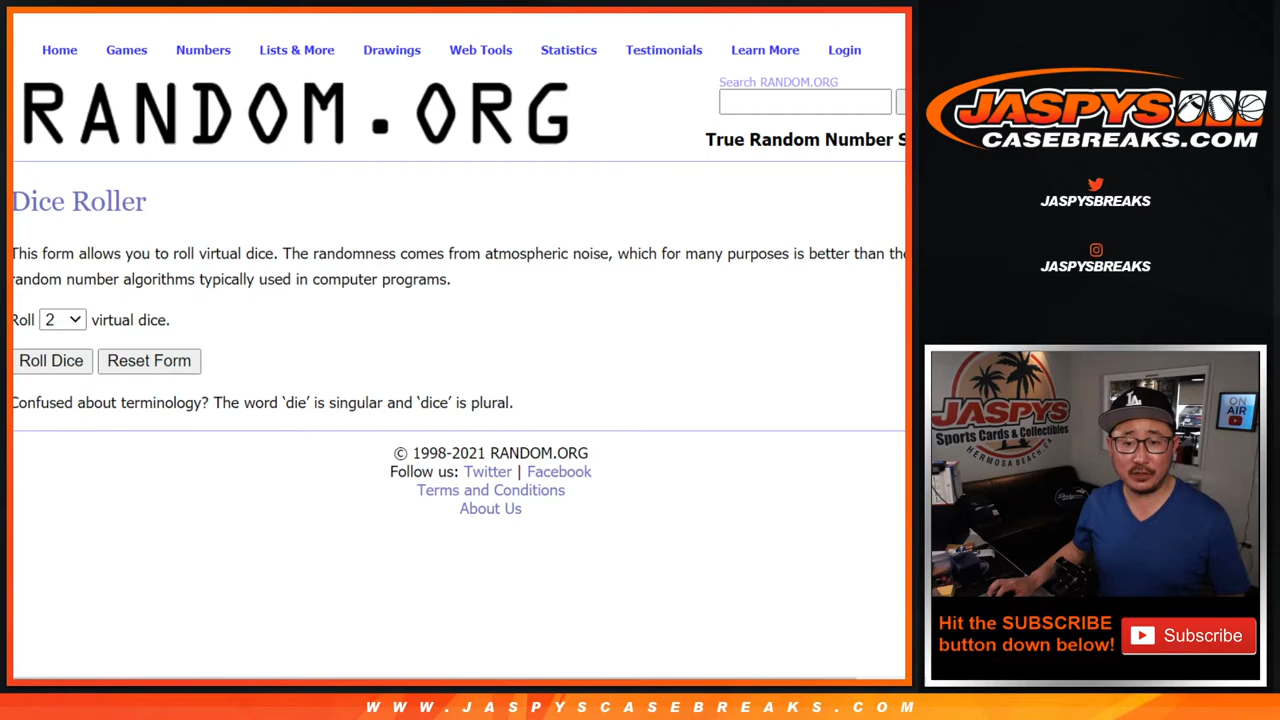 Home Games Numbers Lists & More Drawings Web Tools Statistics Testimonials Learn More Login
RANDOM.ORG
Search RANDOM.ORG
True Random Number S
Dice Roller
This form allows you to roll virtual dice. The randomness comes from atmospheric noise, which for many purposes is better than the
random number algorithms typically used in computer programs.
Roll 2 virtual dice.
Roll Dice Reset Form
Confused about terminology? The word ‘die’ is singular and ‘dice’ is plural.
© 1998-2021 RANDOM.ORG
Follow us: Twitter | Facebook
Terms and Conditions
About Us
JASPYS
CASEBREAKS.COM
JASPYSBREAKS
JASPYSBREAKS
JASPYS
Sports Cards & Collectibles
HERMOSA BEACH, CA
LA
ON
AIR
Dodgers
Hit the SUBSCRIBE
button down below!
Subscribe
WWW.JASPYSCASEBREAKS.COM